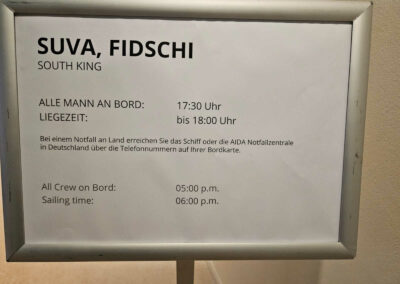 SUVA, FIDSCHI
SOUTH KING
ALLE MANN AN BORD: 17:30 Uhr
LIEGEZEIT: bis 18:00 Uhr
Bei einem Notfall an Land erreichen Sie das Schiff oder die AIDA Notfallzentrale
in Deutschland über die Telefonnummern auf Ihrer Bordkarte.
All Crew on Bord: 05:00 p.m.
Sailing time: 06:00 p.m.